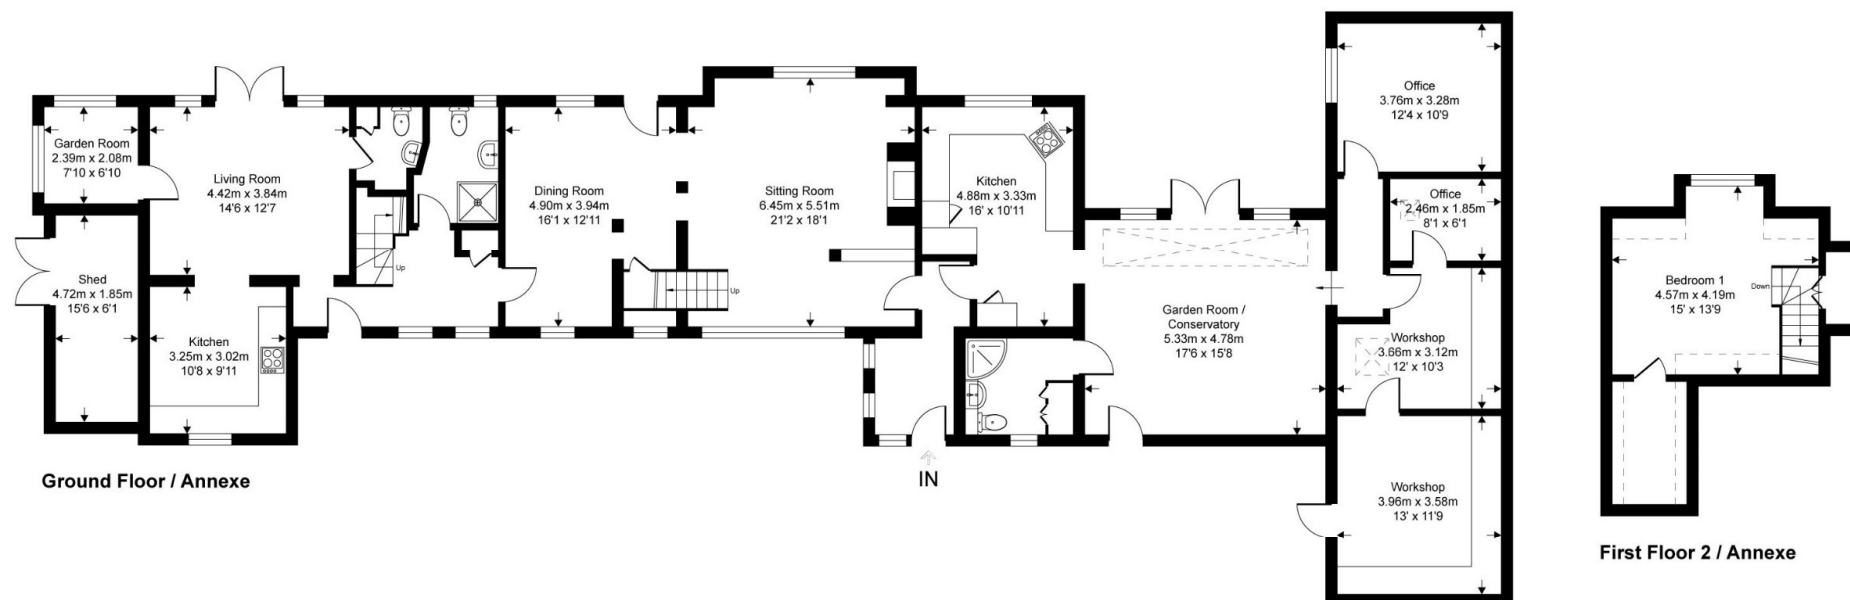 Garden Room
2.39m x 2.08m
7'10 x 6'10
Living Room
4.42m x 3.84m
14'6 x 12'7
Shed
4.72m x 1.85m
15'6 x 6'1
Kitchen
3.25m x 3.02m
10'8 x 9'11
Up
Dining Room
4.90m x 3.94m
16'1 x 12'11
Up
Sitting Room
6.45m x 5.51m
21'2 x 18'1
Kitchen
4.88m x 3.33m
16' x 10'11
Garden Room /
Conservatory
5.33m x 4.78m
17'6 x 15'8
Office
3.76m x 3.28m
12'4 x 10'9
Office
2.46m x 1.85m
8'1 x 6'1
Workshop
3.66m x 3.12m
12' x 10'3
Workshop
3.96m x 3.58m
13' x 11'9
IN
Ground Floor / Annexe
Bedroom 1
4.57m x 4.19m
15' x 13'9
Down
First Floor 2 / Annexe